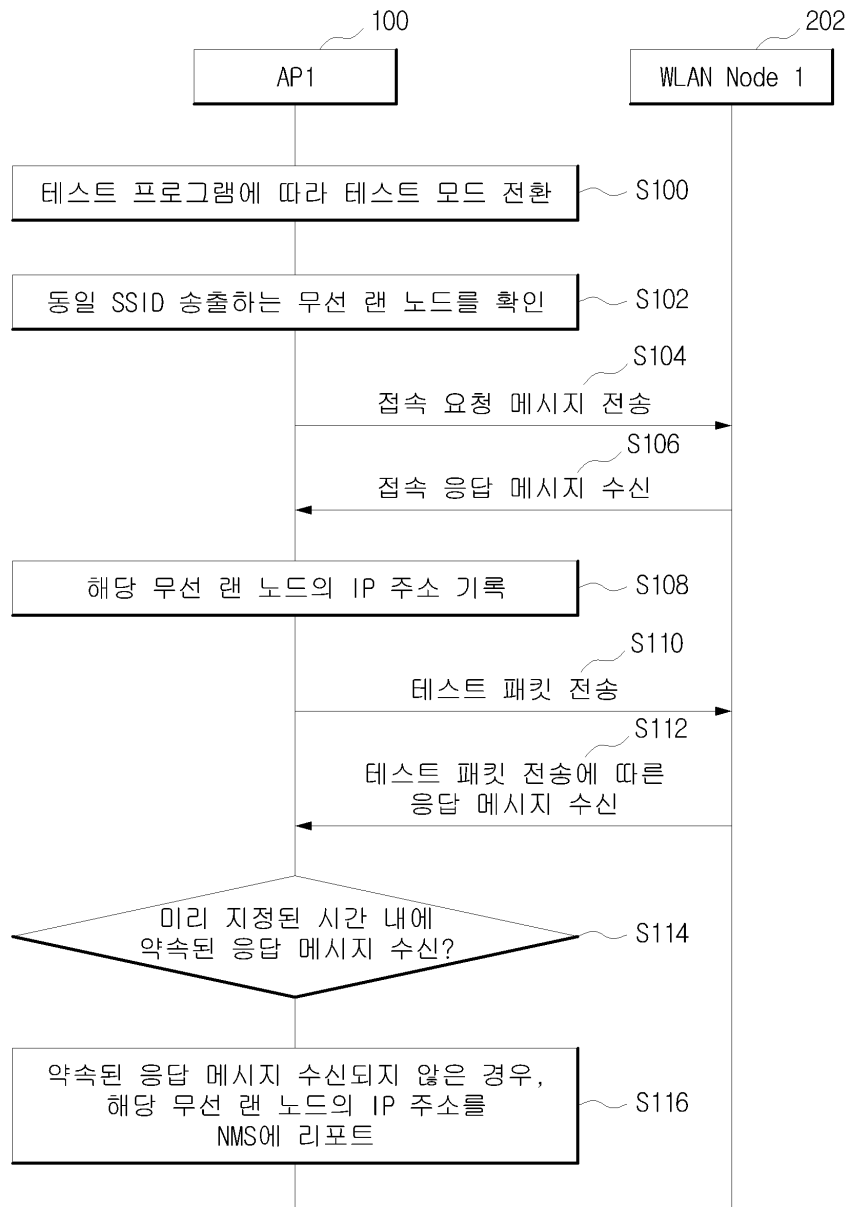 100
202
AP1
WLAN Node 1
테스트 프로그램에 따라 테스트 모드 전환
S100
동일 SSID 송출하는 무선 랜 노드를 확인
S102
S104
접속 요청 메시지 전송
S106
접속 응답 메시지 수신
해당 무선 랜 노드의 IP 주소 기록
S108
S110
테스트 패킷 전송
S112
테스트 패킷 전송에 따른
응답 메시지 수신
미리 지정된 시간 내에
약속된 응답 메시지 수신?
S114
약속된 응답 메시지 수신되지 않은 경우,
해당 무선 랜 노드의 IP 주소를
NMS에 리포트
S116